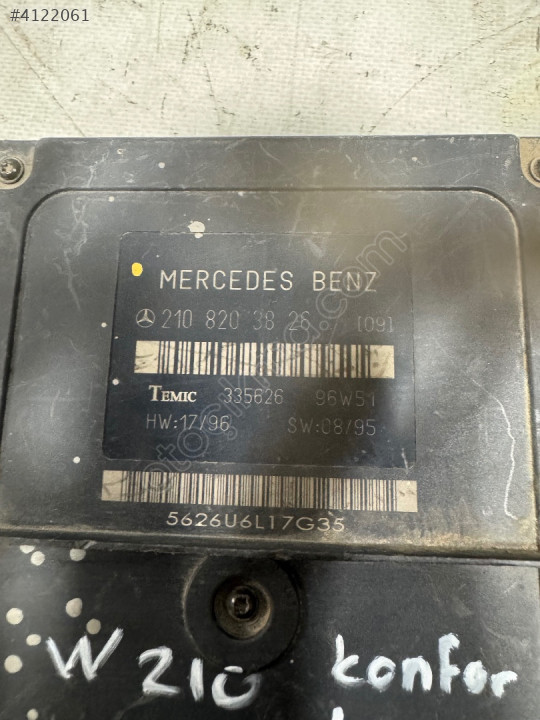 #4122061
MERCEDES BENZ
210 820 38 26 [09]
TEMIC 335626 96W51
HW:17/96 SW:08/95
5626U6L17G35
W210 konfor